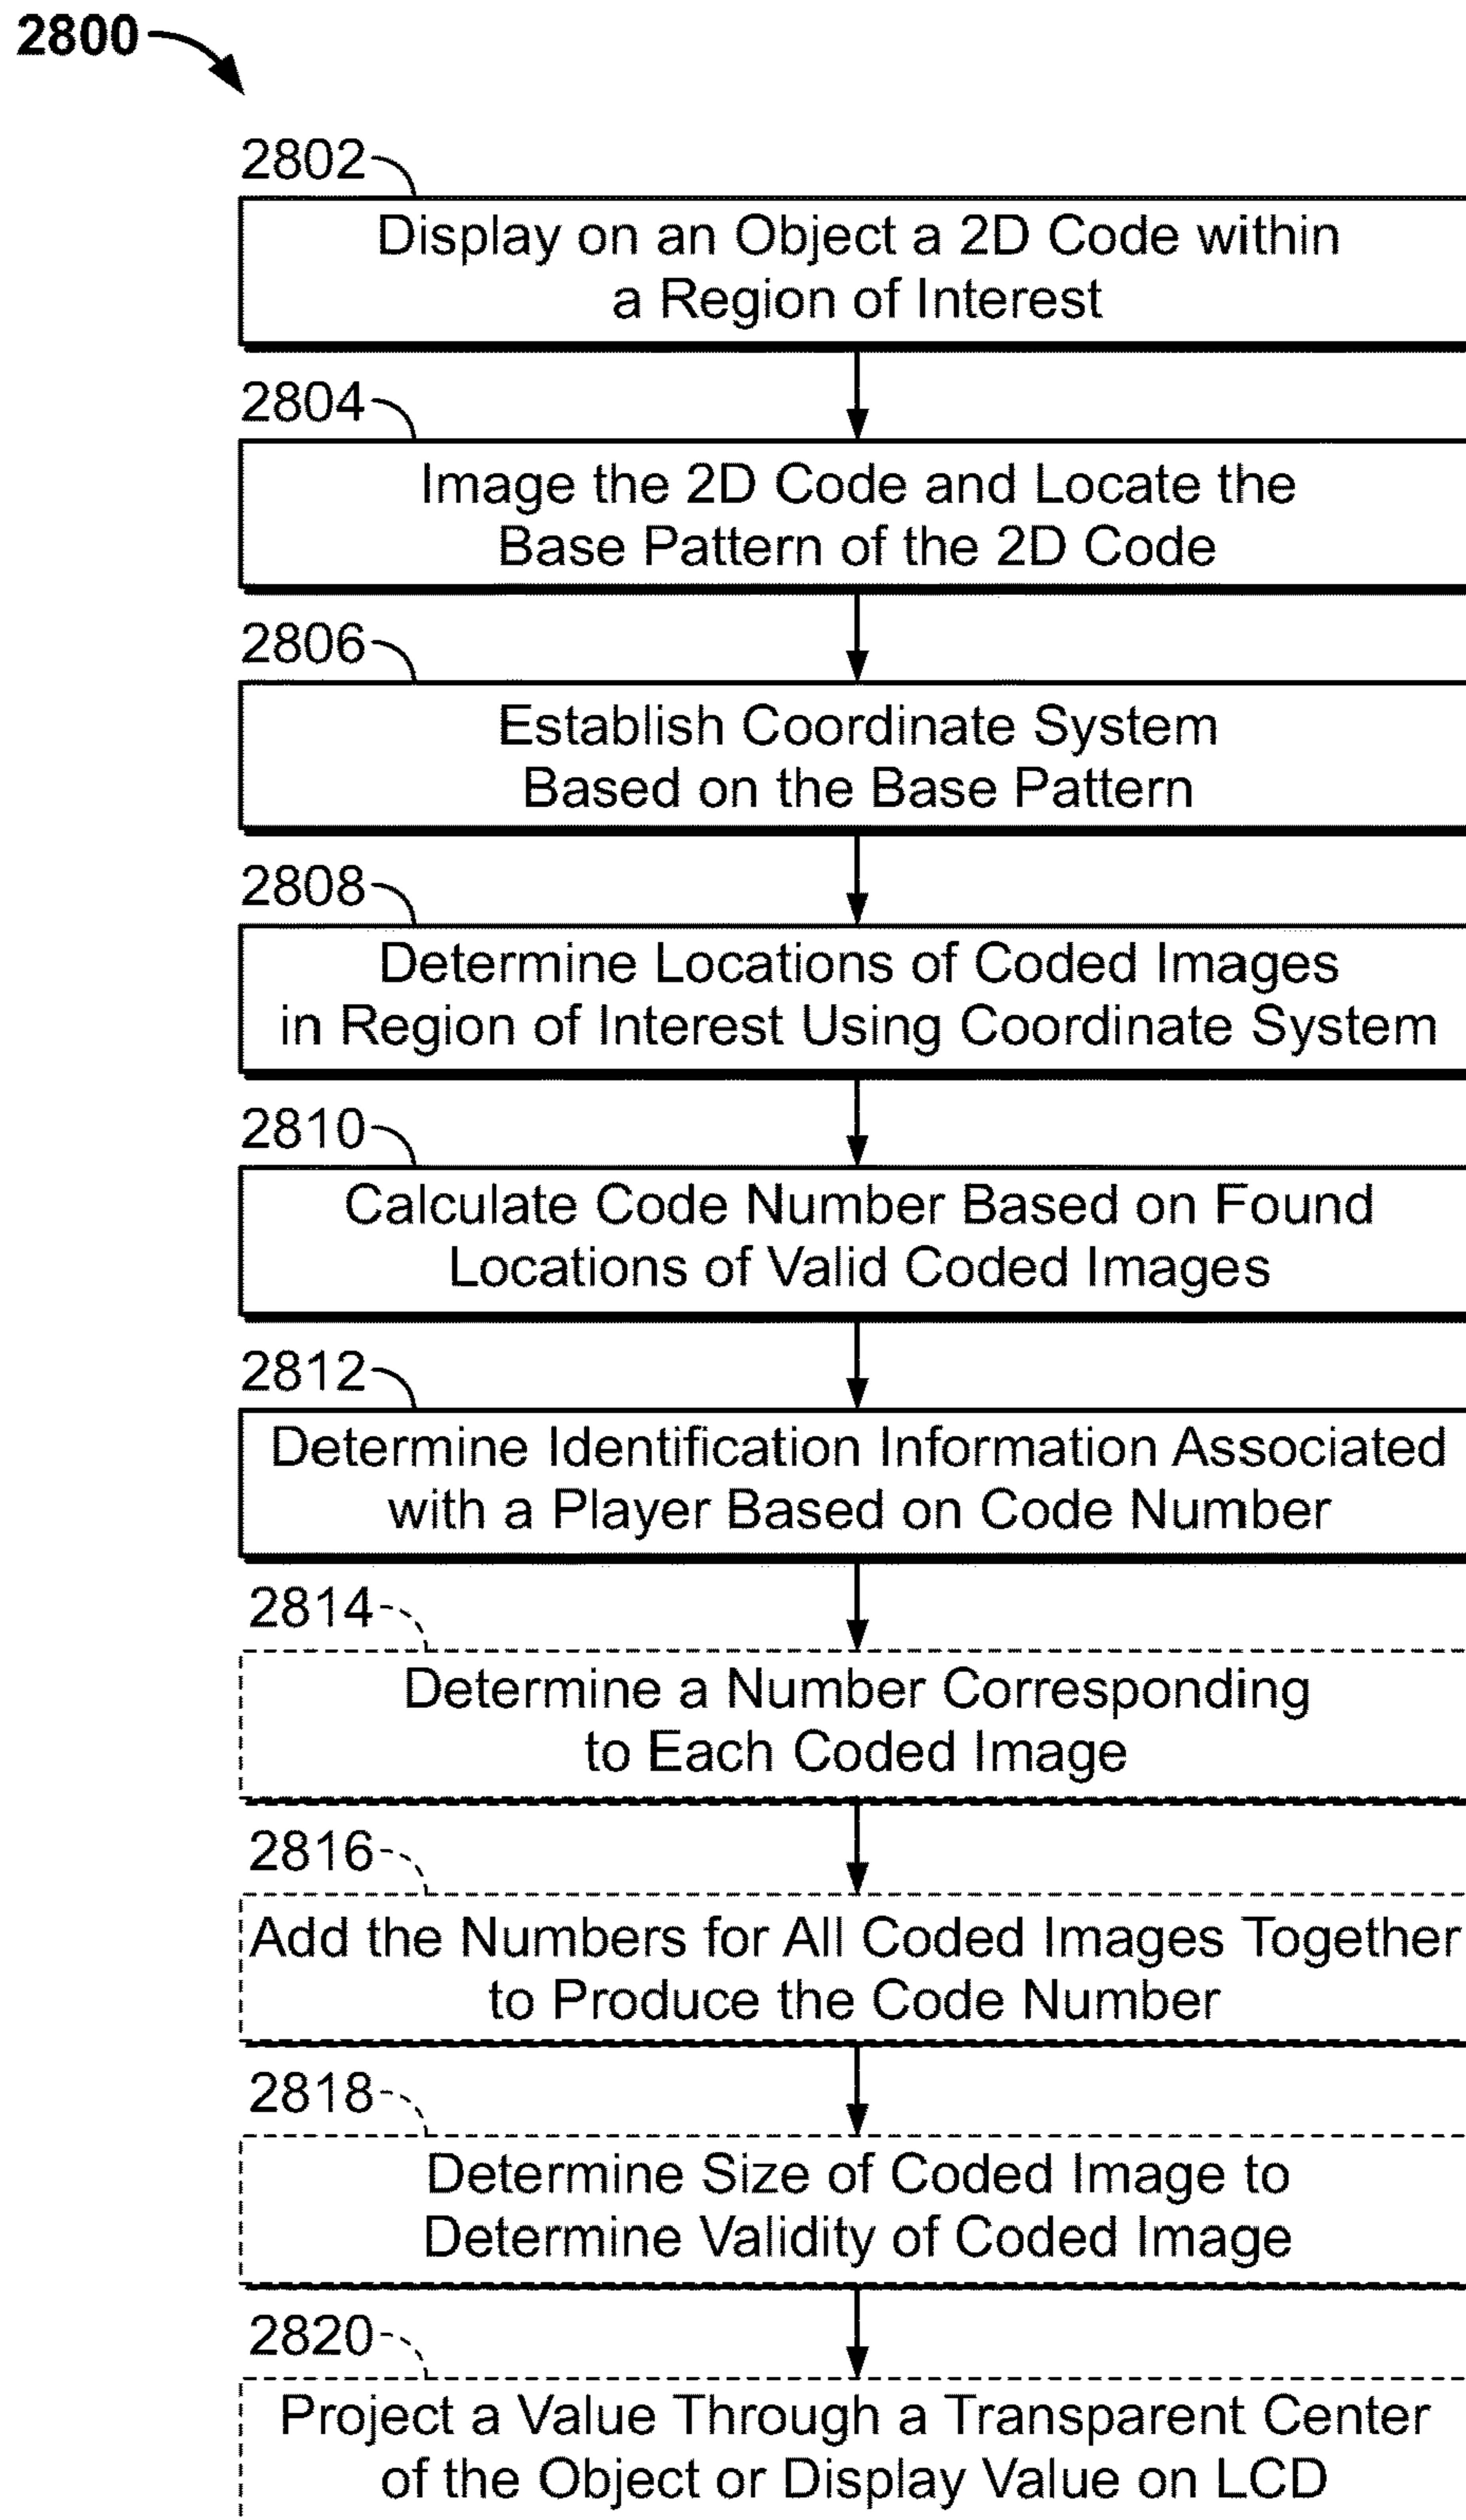 2800
2802
Display on an Object a 2D Code within
a Region of Interest
2804
Image the 2D Code and Locate the
Base Pattern of the 2D Code
2806
Establish Coordinate System
Based on the Base Pattern
2808
Determine Locations of Coded Images
in Region of Interest Using Coordinate System
2810
Calculate Code Number Based on Found
Locations of Valid Coded Images
2812
Determine Identification Information Associated
with a Player Based on Code Number
2814
Determine a Number Corresponding
to Each Coded Image
2816
Add the Numbers for All Coded Images Together
to Produce the Code Number
2818
Determine Size of Coded Image to
Determine Validity of Coded Image
2820
Project a Value Through a Transparent Center
of the Object or Display Value on LCD